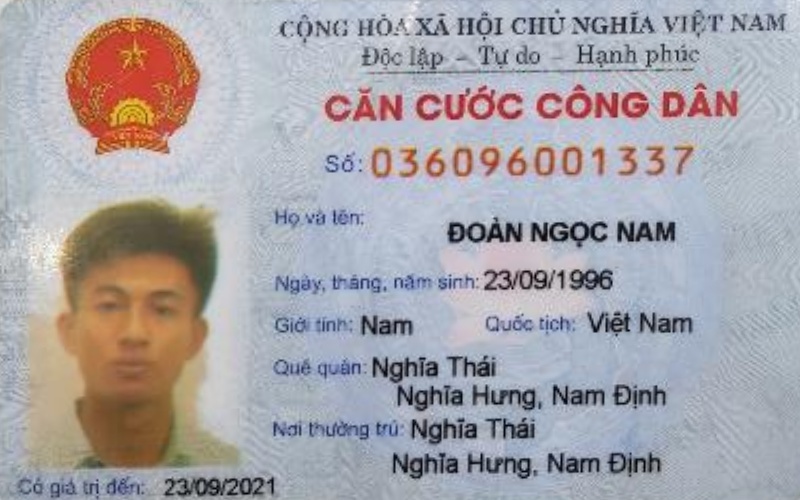 CỘNG HÒA XÃ HỘI CHỦ NGHĨA VIỆT NAM
Độc lập – Tự do – Hạnh phúc
CĂN CƯỚC CÔNG DÂN
Số: 036096001337
Họ và tên:
ĐOÀN NGỌC NAM
Ngày, tháng, năm sinh: 23/09/1996
Giới tính: Nam Quốc tịch: Việt Nam
Quê quán: Nghĩa Thái
Nghĩa Hưng, Nam Định
Nơi thường trú: Nghĩa Thái
Nghĩa Hưng, Nam Định
Có giá trị đến: 23/09/2021